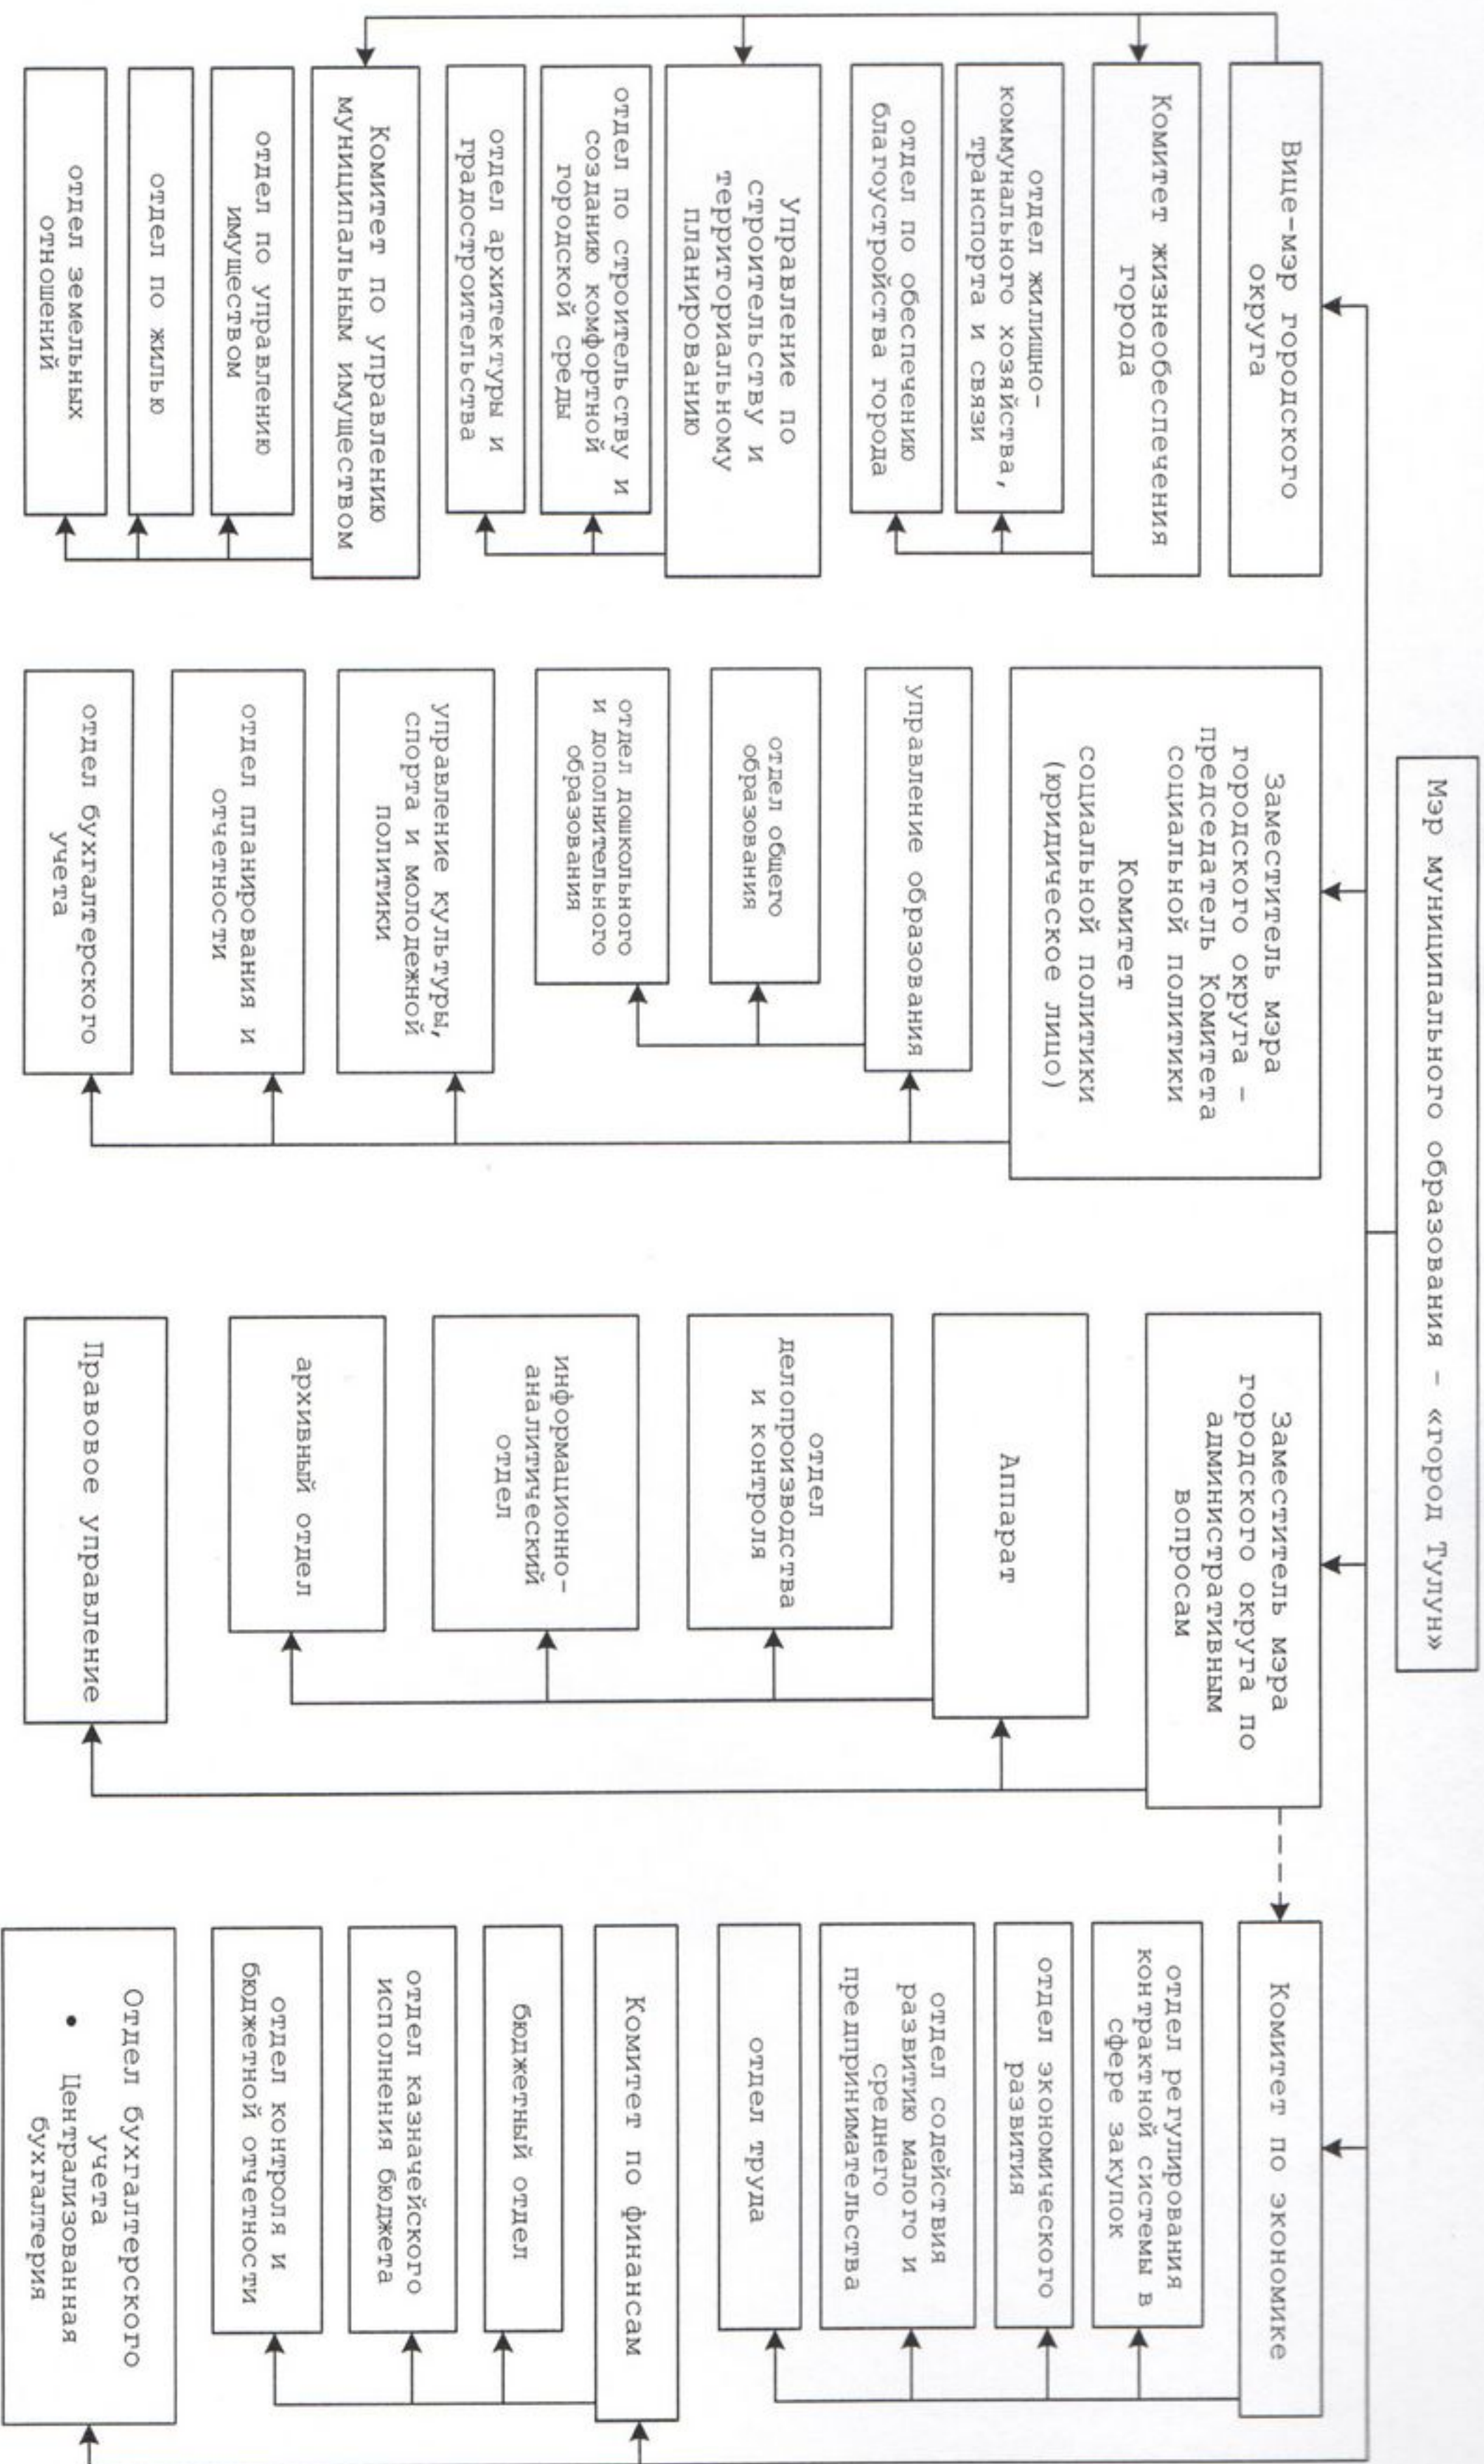 Мэр муниципального образования – «город Тулун»
Вице-мэр городского
округа
Комитет жизнеобеспечения
города
отдел жилищно-
коммунального хозяйства,
транспорта и связи
отдел по обеспечению
благоустройства города
Управление по
строительству и
территориальному
планированию
отдел по строительству и
созданию комфортной
городской среды
отдел архитектуры и
градостроительства
Комитет по управлению
муниципальным имуществом
отдел по управлению
имуществом
отдел по жилью
отдел земельных
отношений
Заместитель мэра
городского округа –
председатель Комитета
социальной политики
Комитет
социальной политики
(юридическое лицо)
управление образования
отдел общего
образования
отдел дошкольного
и дополнительного
образования
управление культуры,
спорта и молодежной
политики
отдел планирования и
отчетности
отдел бухгалтерского
учета
Заместитель мэра
городского округа по
административным
вопросам
Аппарат
отдел
делопроизводства
и контроля
информационно-
аналитический
отдел
архивный отдел
Правовое управление
Комитет по экономике
отдел регулирования
контрактной системы в
сфере закупок
отдел экономического
развития
отдел содействия
развитию малого и
среднего
предпринимательства
отдел труда
Комитет по финансам
бюджетный отдел
отдел казначейского
исполнения бюджета
отдел контроля и
бюджетной отчетности
Отдел бухгалтерского
учета
• Централизованная
бухгалтерия